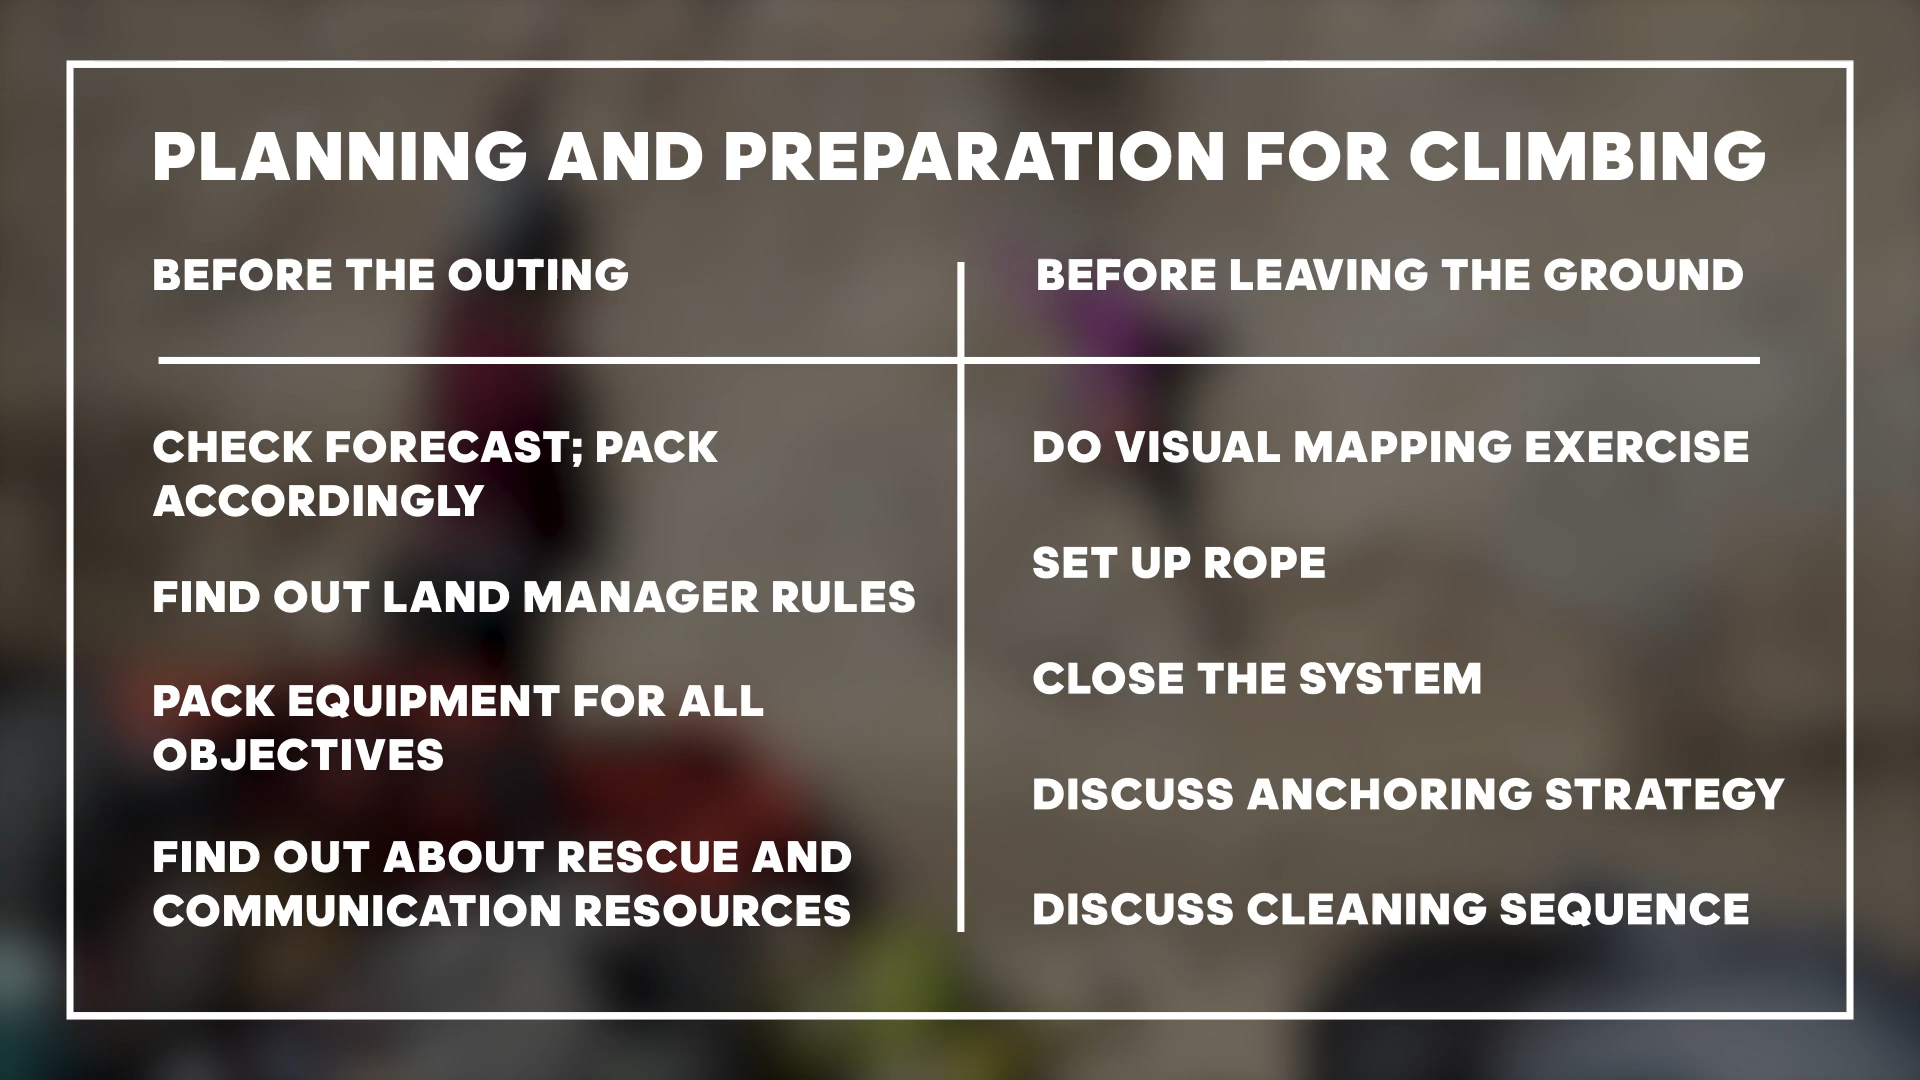 PLANNING AND PREPARATION FOR CLIMBING
BEFORE THE OUTING
CHECK FORECAST; PACK
ACCORDINGLY
FIND OUT LAND MANAGER RULES
PACK EQUIPMENT FOR ALL
OBJECTIVES
FIND OUT ABOUT RESCUE AND
COMMUNICATION RESOURCES
BEFORE LEAVING THE GROUND
DO VISUAL MAPPING EXERCISE
SET UP ROPE
CLOSE THE SYSTEM
DISCUSS ANCHORING STRATEGY
DISCUSS CLEANING SEQUENCE